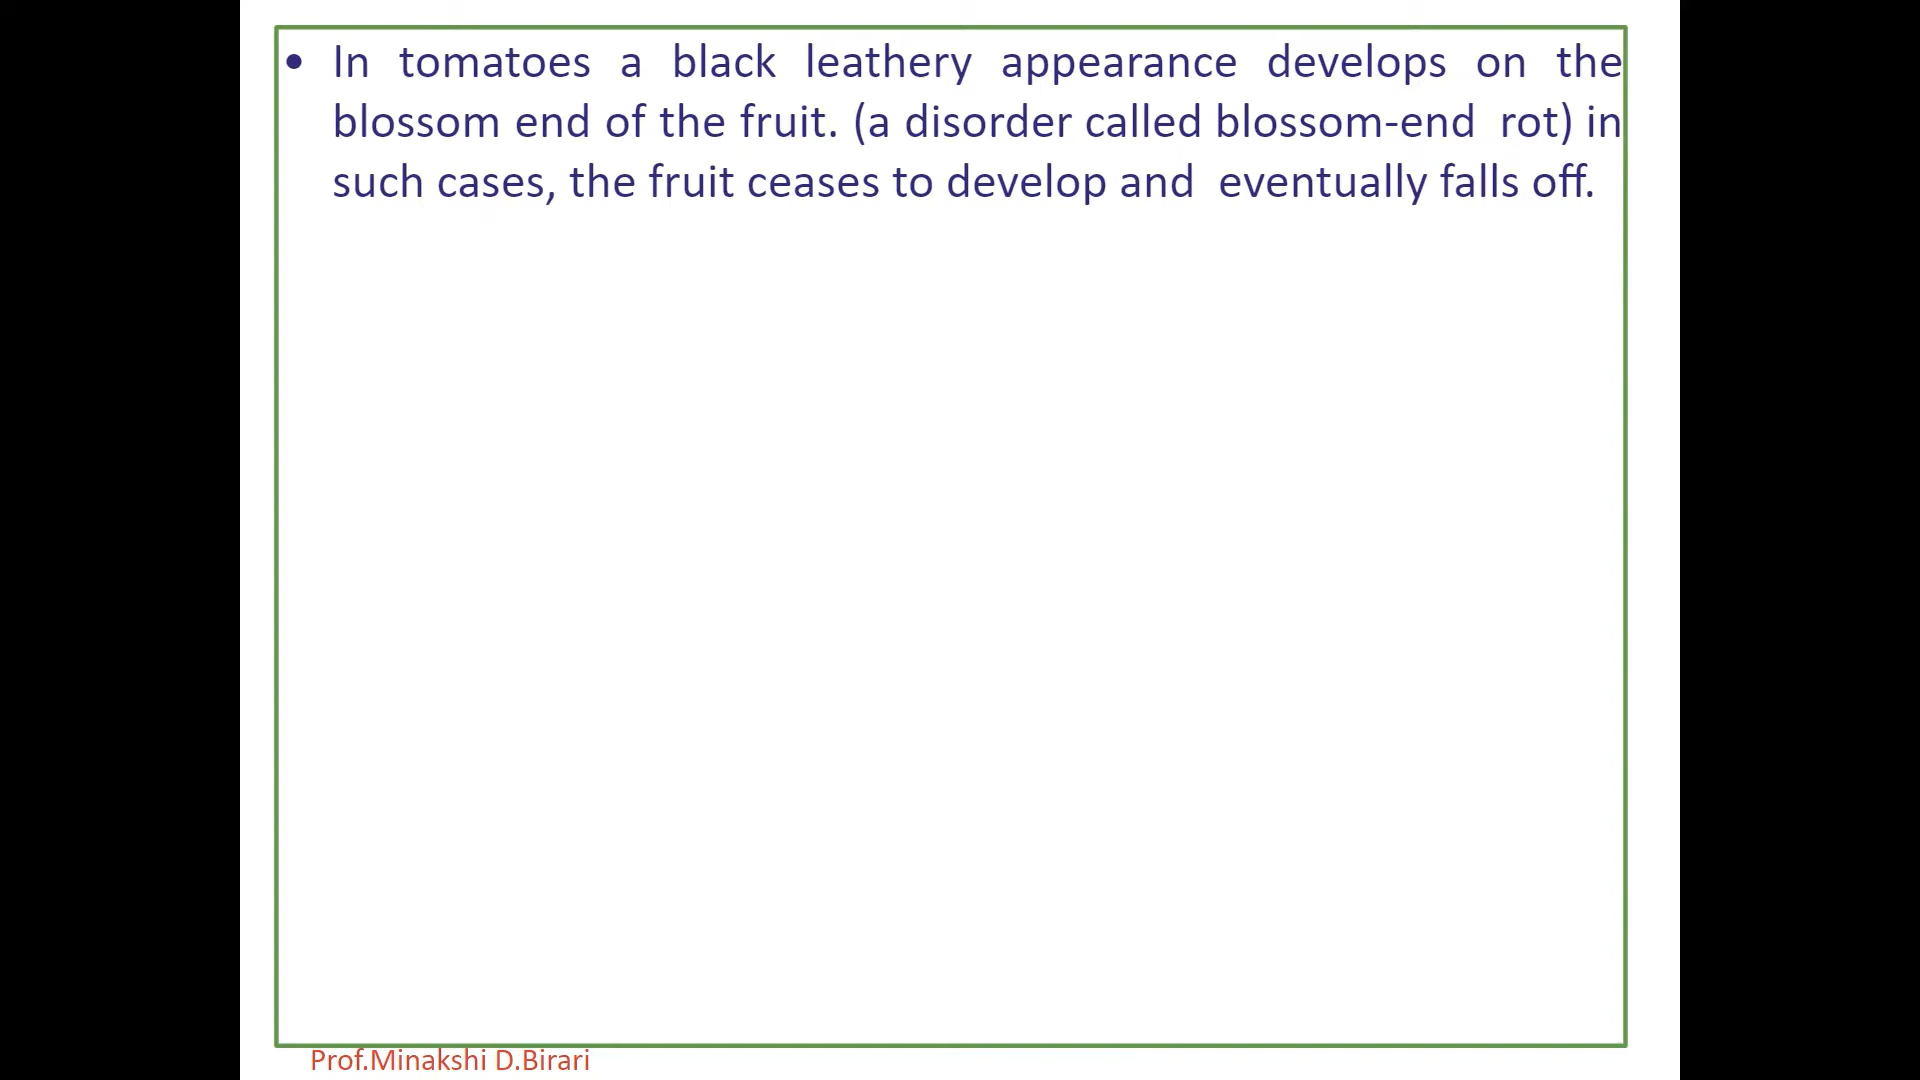 • In tomatoes a black leathery appearance develops on the
blossom end of the fruit. (a disorder called blossom-end rot) in
such cases, the fruit ceases to develop and eventually falls off.
Prof.Minakshi D.Birari